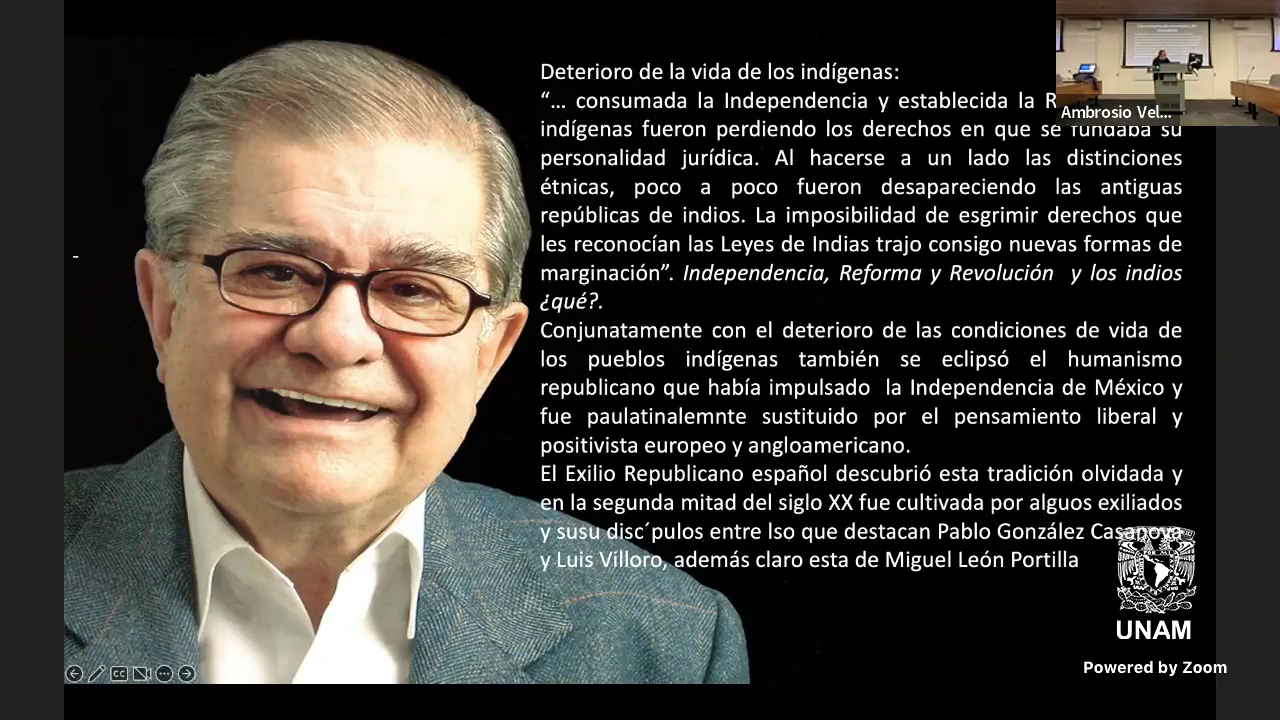 Deterioro de la vida de los indígenas:
“... consumada la Independencia y establecida la R
indígenas fueron perdiendo los derechos en que se fundaba su
personalidad jurídica. Al hacerse a un lado las distinciones
étnicas, poco a poco fueron desapareciendo las antiguas
repúblicas de indios. La imposibilidad de esgrimir derechos que
les reconocían las Leyes de Indias trajo consigo nuevas formas de
marginación”. Independencia, Reforma y Revolución y los indios
¿qué?.
Conjunatamente con el deterioro de las condiciones de vida de
los pueblos indígenas también se eclipsó el humanismo
republicano que había impulsado la Independencia de México y
fue paulatinalemnte sustituido por el pensamiento liberal y
positivista europeo y angloamericano.
El Exilio Republicano español descubrió esta tradición olvidada y
en la segunda mitad del siglo XX fue cultivada por alguos exiliados
y susu disc´pulos entre lso que destacan Pablo González Casanova
y Luis Villoro, además claro esta de Miguel León Portilla
Ambrosio Vel...
UNAM
Powered by Zoom